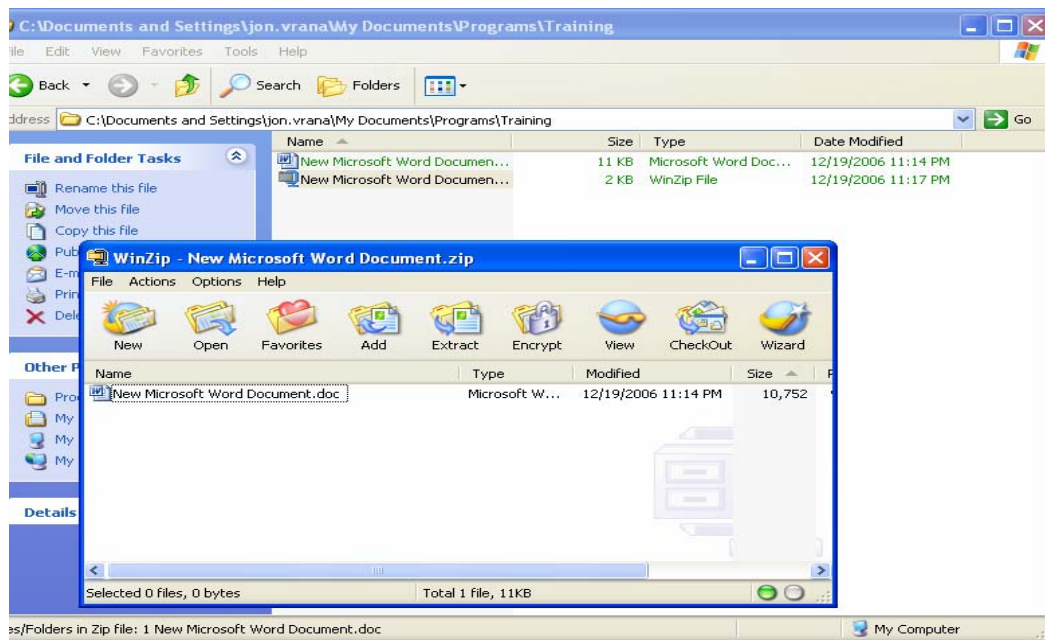 C:\Documents and Settings\jon.vrana\My Documents\Programs\Training
ile Edit View Favorites Tools Help
Back Search Folders
ddress C:\Documents and Settings\jon.vrana\My Documents\Programs\Training Go
Name Size Type Date Modified
File and Folder Tasks
New Microsoft Word Documen... 11 KB Microsoft Word Doc... 12/19/2006 11:14 PM
New Microsoft Word Documen... 2 KB WinZip File 12/19/2006 11:17 PM
Rename this file
Move this file
Copy this file
Pub
E-m
Prin
Dele
Other P
Pro
My
My
My
Details
WinZip - New Microsoft Word Document.zip
File Actions Options Help
New Open Favorites Add Extract Encrypt View CheckOut Wizard
Name Type Modified Size
New Microsoft Word Document.doc Microsoft W... 12/19/2006 11:14 PM 10,752
Selected 0 files, 0 bytes Total 1 file, 11KB
es/Folders in Zip file: 1 New Microsoft Word Document.doc My Computer